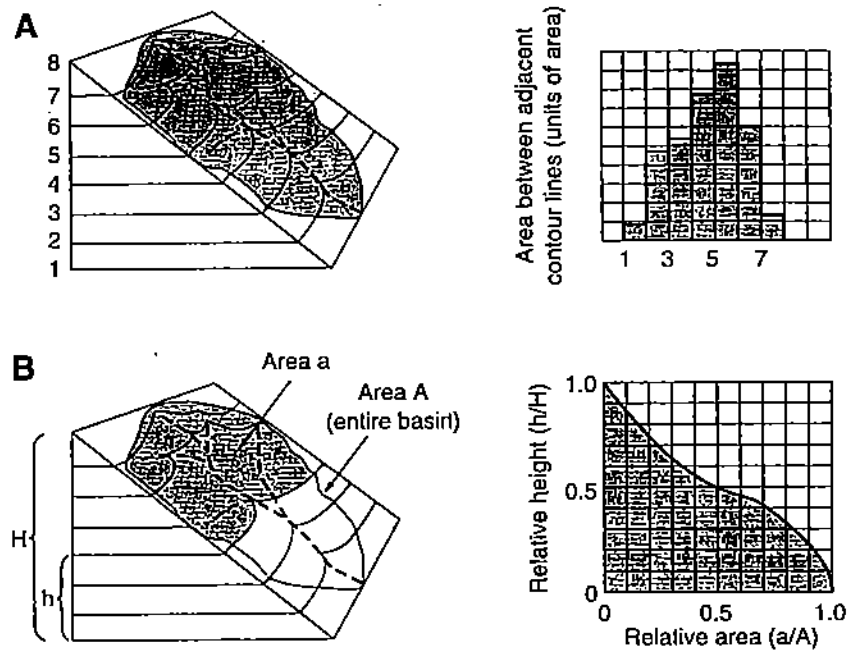 A
8
7
6
5
4
3
2
1
Area between adjacent
contour lines (units of area)
1 3 5 7
B
Area a
Area A
(entire basin)
H
h
Relative height (h/H)
1.0
0.5
0
0 0.5 1.0
Relative area (a/A)